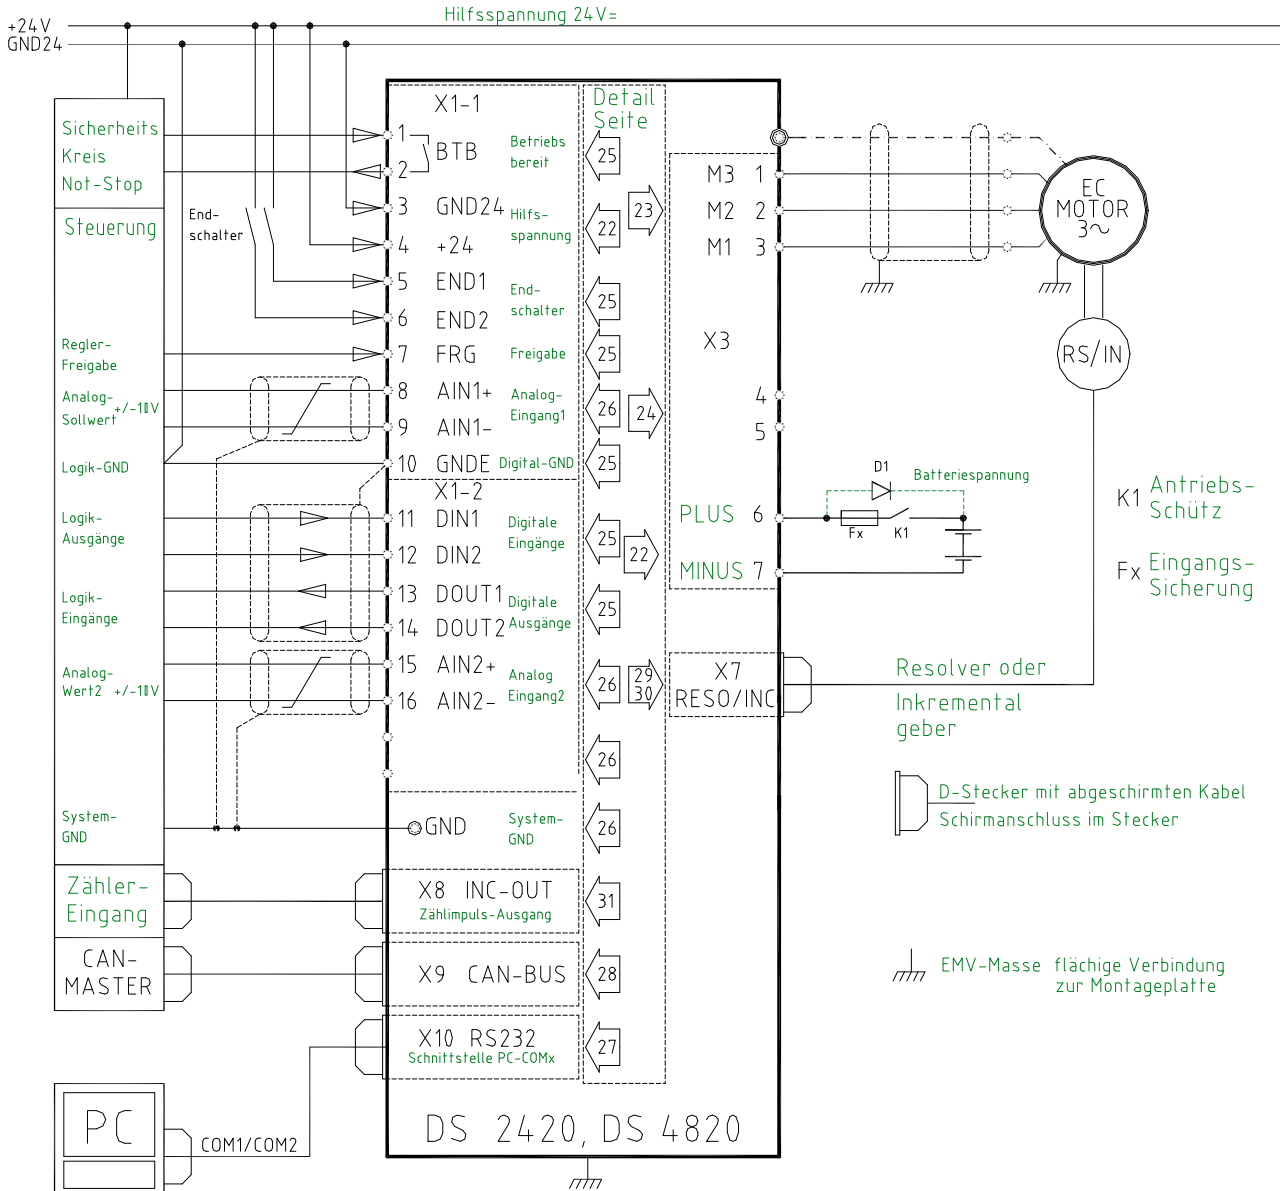 Hilfsspannung 24V=
+24V
GND24
Sicherheits
Kreis
Not-Stop
Steuerung
End-
schalter
Regler-
Freigabe
Analog-
Sollwert +/-10V
Logik-GND
Logik-
Ausgänge
Logik-
Eingänge
Analog-
Wert2 +/-10V
System-
GND
Zähler-
Eingang
CAN-
MASTER
PC
COM1/COM2
X1-1
1
BTB
2
Betriebs
bereit
3 GND24
4 +24
Hilfs-
spannung
5 END1
6 END2
End-
schalter
7 FRG Freigabe
8 AIN1+
9 AIN1-
Analog-
Eingang1
10 GNDE Digital-GND
X1-2
11 DIN1
12 DIN2
Digitale
Eingänge
13 DOUT1
14 DOUT2
Digitale
Ausgänge
15 AIN2+
16 AIN2-
Analog
Eingang2
GND
System-
GND
X8 INC-OUT
Zählimpuls-Ausgang
X9 CAN-BUS
X10 RS232
Schnittstelle PC-COMx
Detail
Seite
25
23
22
25
25
26
24
25
25
22
25
26
29
30
26
26
31
28
27
M3 1
M2 2
M1 3
X3
4
5
PLUS 6
MINUS 7
X7
RESO/INC
DS 2420, DS 4820
EC
MOTOR
3~
RS/IN
D1
Batteriespannung
Fx
K1
K1 Antriebs-
Schütz
Fx Eingangs-
Sicherung
Resolver oder
Inkremental
geber
D-Stecker mit abgeschirmten Kabel
Schirmanschluss im Stecker
EMV-Masse flächige Verbindung
zur Montageplatte